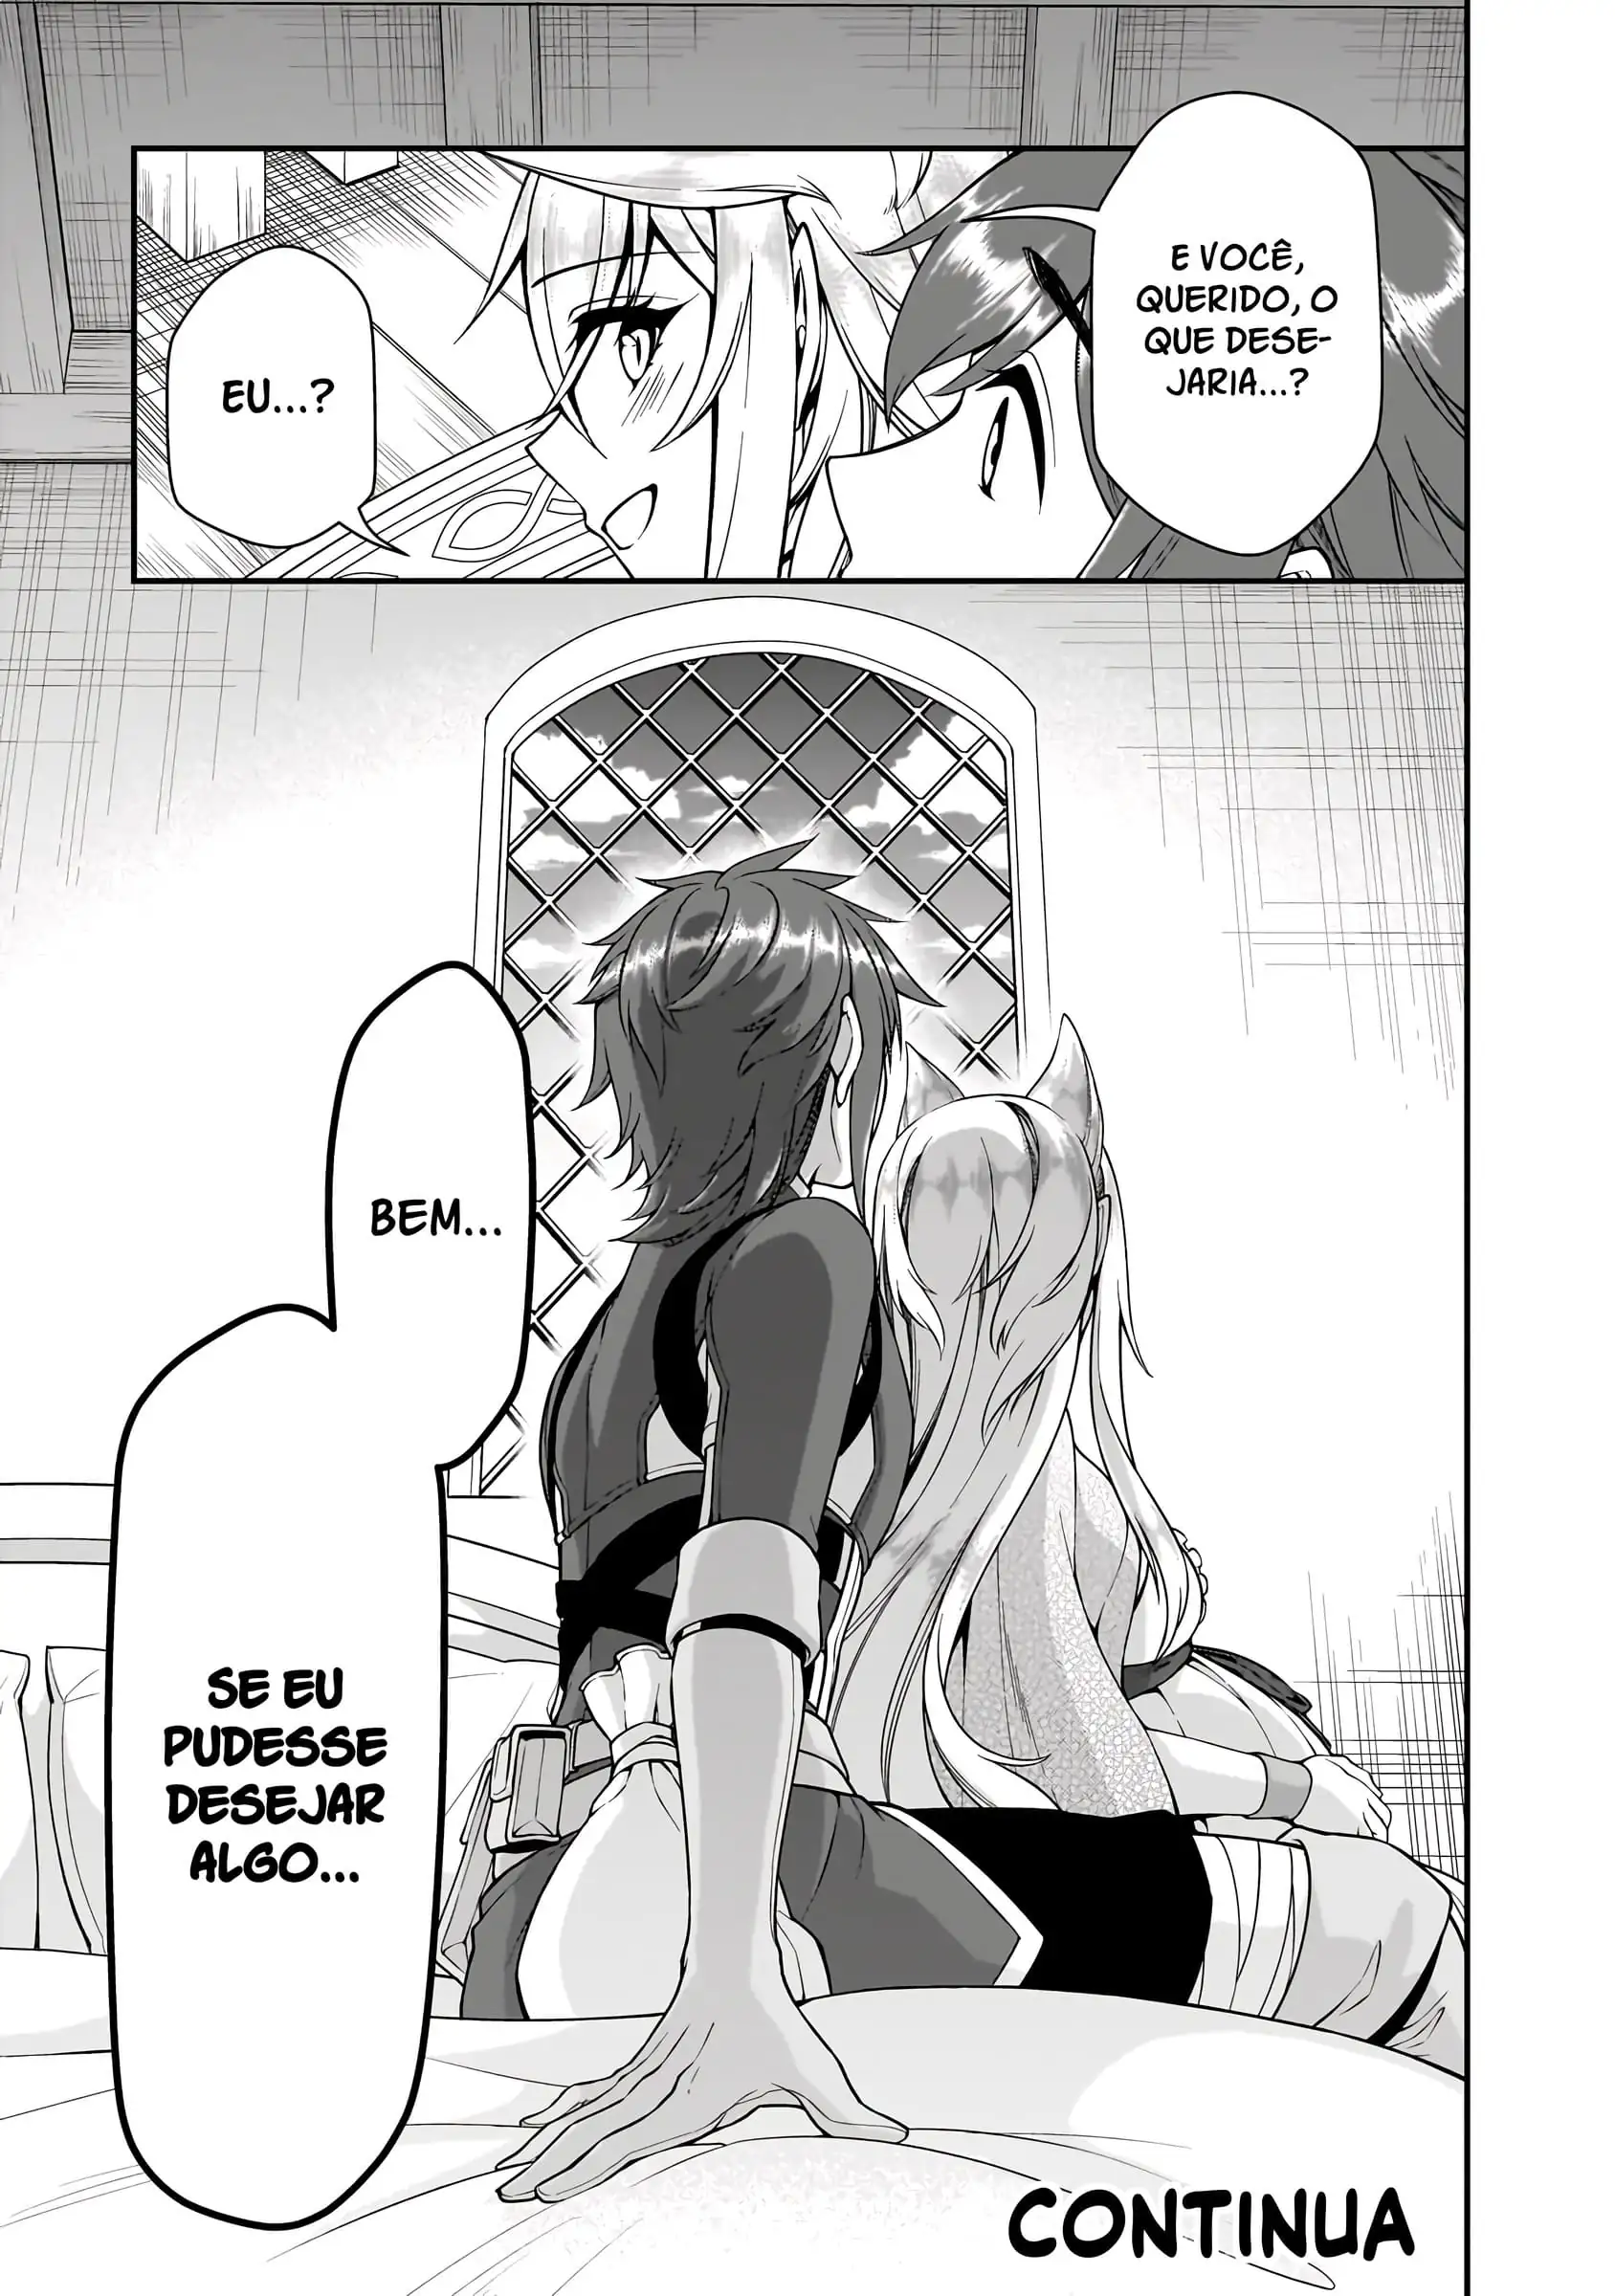 E VOCÊ,
QUERIDO, O
QUE DESE-
JARIA...?
EU...?
BEM...
SE EU
PUDESSE
DESEJAR
ALGO...
CONTINUA